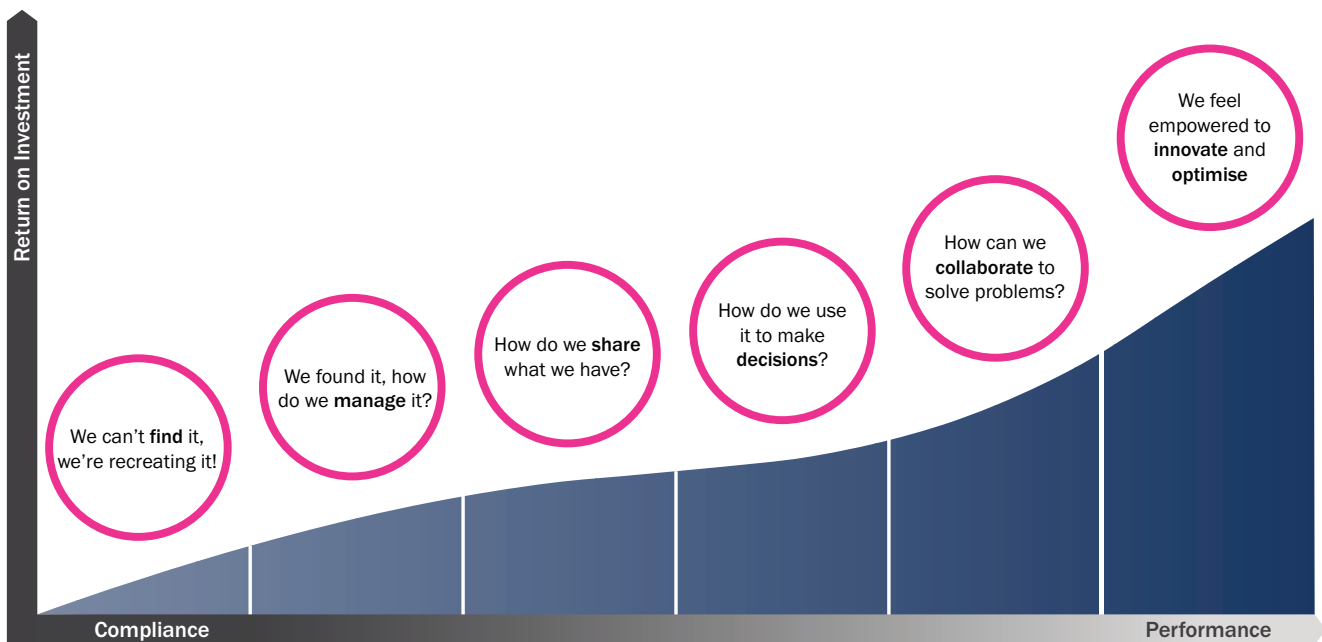 Return on Investment
We can’t find it,
we’re recreating it!
We found it, how
do we manage it?
How do we share
what we have?
How do we use
it to make
decisions?
How can we
collaborate to
solve problems?
We feel
empowered to
innovate and
optimise
Compliance
Performance